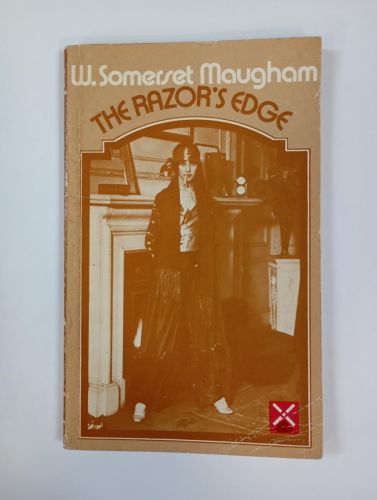 W. Somerset Maugham
THE RAZOR'S EDGE